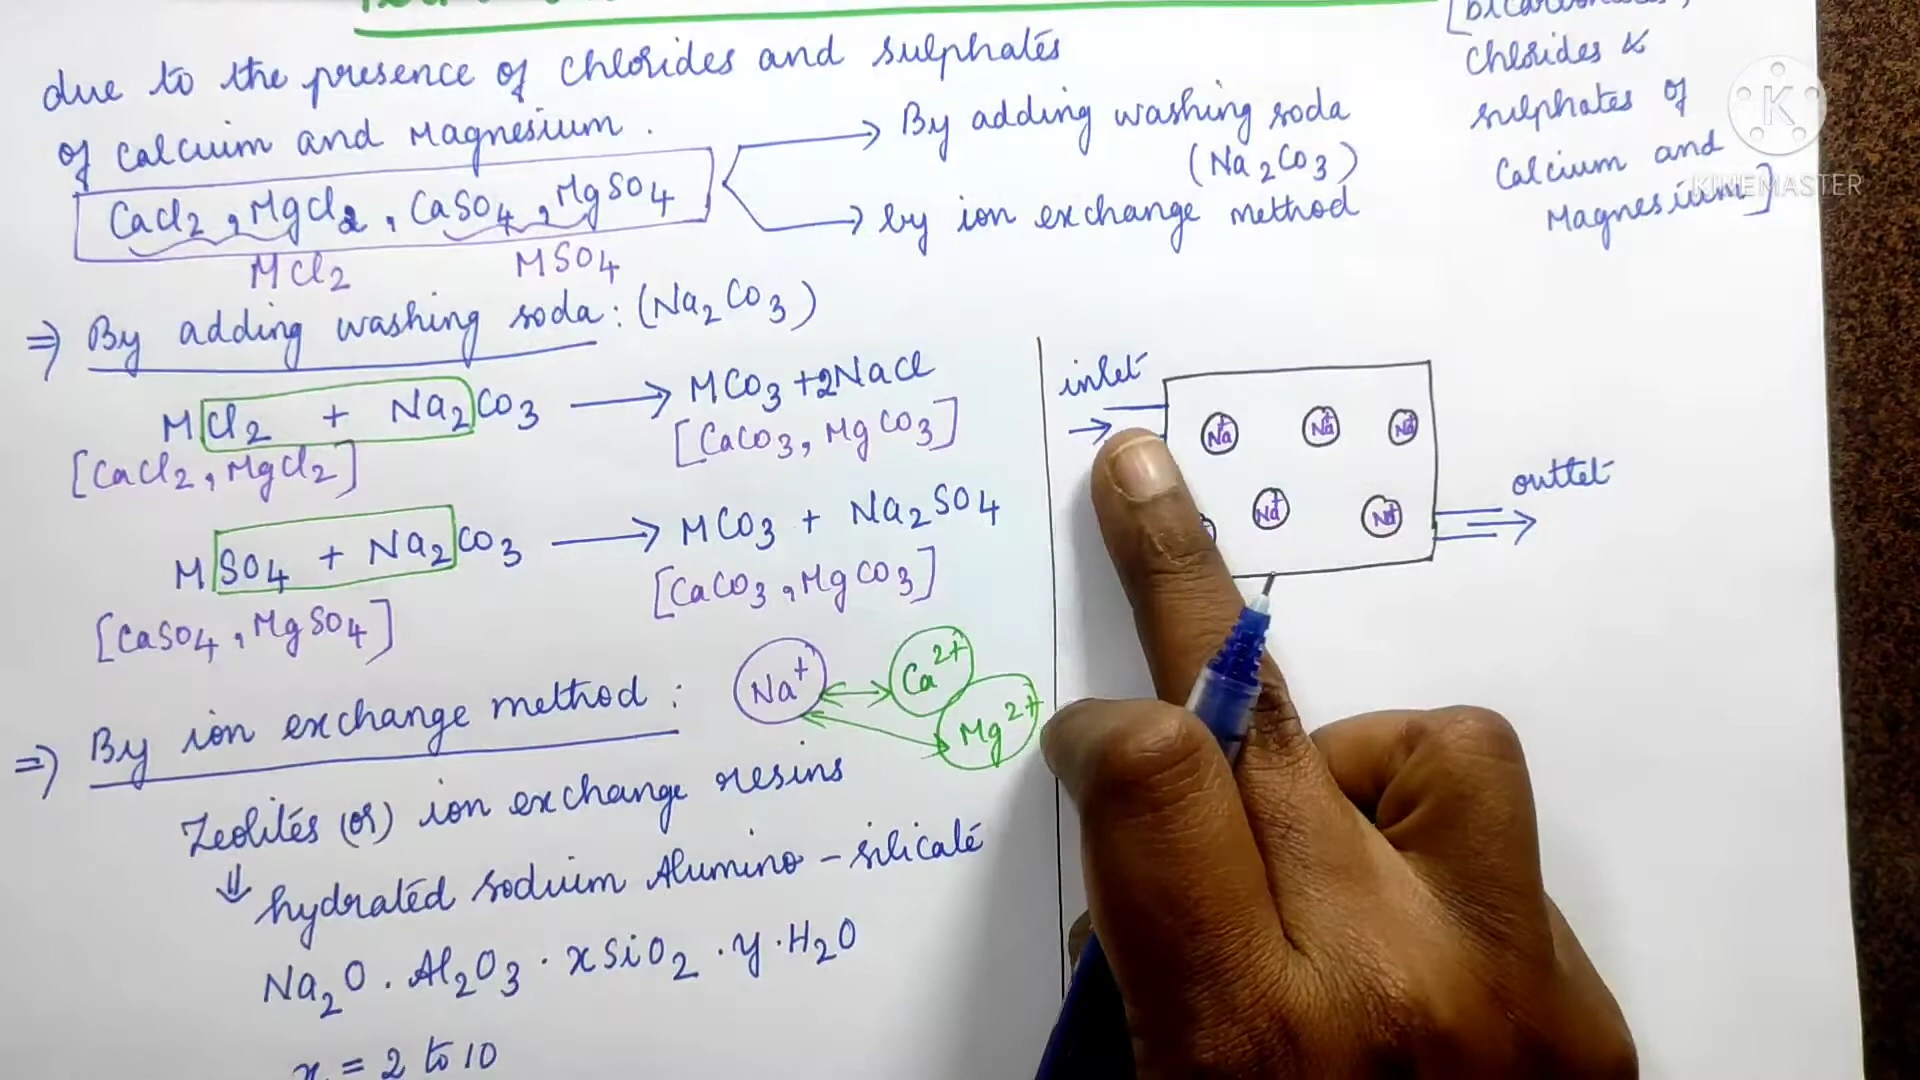 due to the presence of chlorides and sulphates
of calcium and Magnesium.
CaCl2, MgCl2, CaSO4, MgSO4
MCl2 MSO4
By adding washing soda
(Na2CO3)
by ion exchange method
chlorides &
sulphates of
Calcium and
Magnesium]
K
KINEMASTER
⇒ By adding washing soda: (Na2CO3)
MCl2 + Na2CO3 → MCO3 + 2NaCl
[CaCl2, MgCl2] [CaCO3, MgCO3]
MSO4 + Na2CO3 → MCO3 + Na2SO4
[CaSO4, MgSO4] [CaCO3, MgCO3]
⇒ By ion exchange method:
Na+ Ca2+
Mg2+
Zeolites (or) ion exchange resins
⇓ hydrated sodium Alumino-silicate
Na2O . Al2O3 . xSiO2 . y . H2O
x = 2 to 10
inlet
→
Na+ Na+ Na+
Na+ Na+
outlet